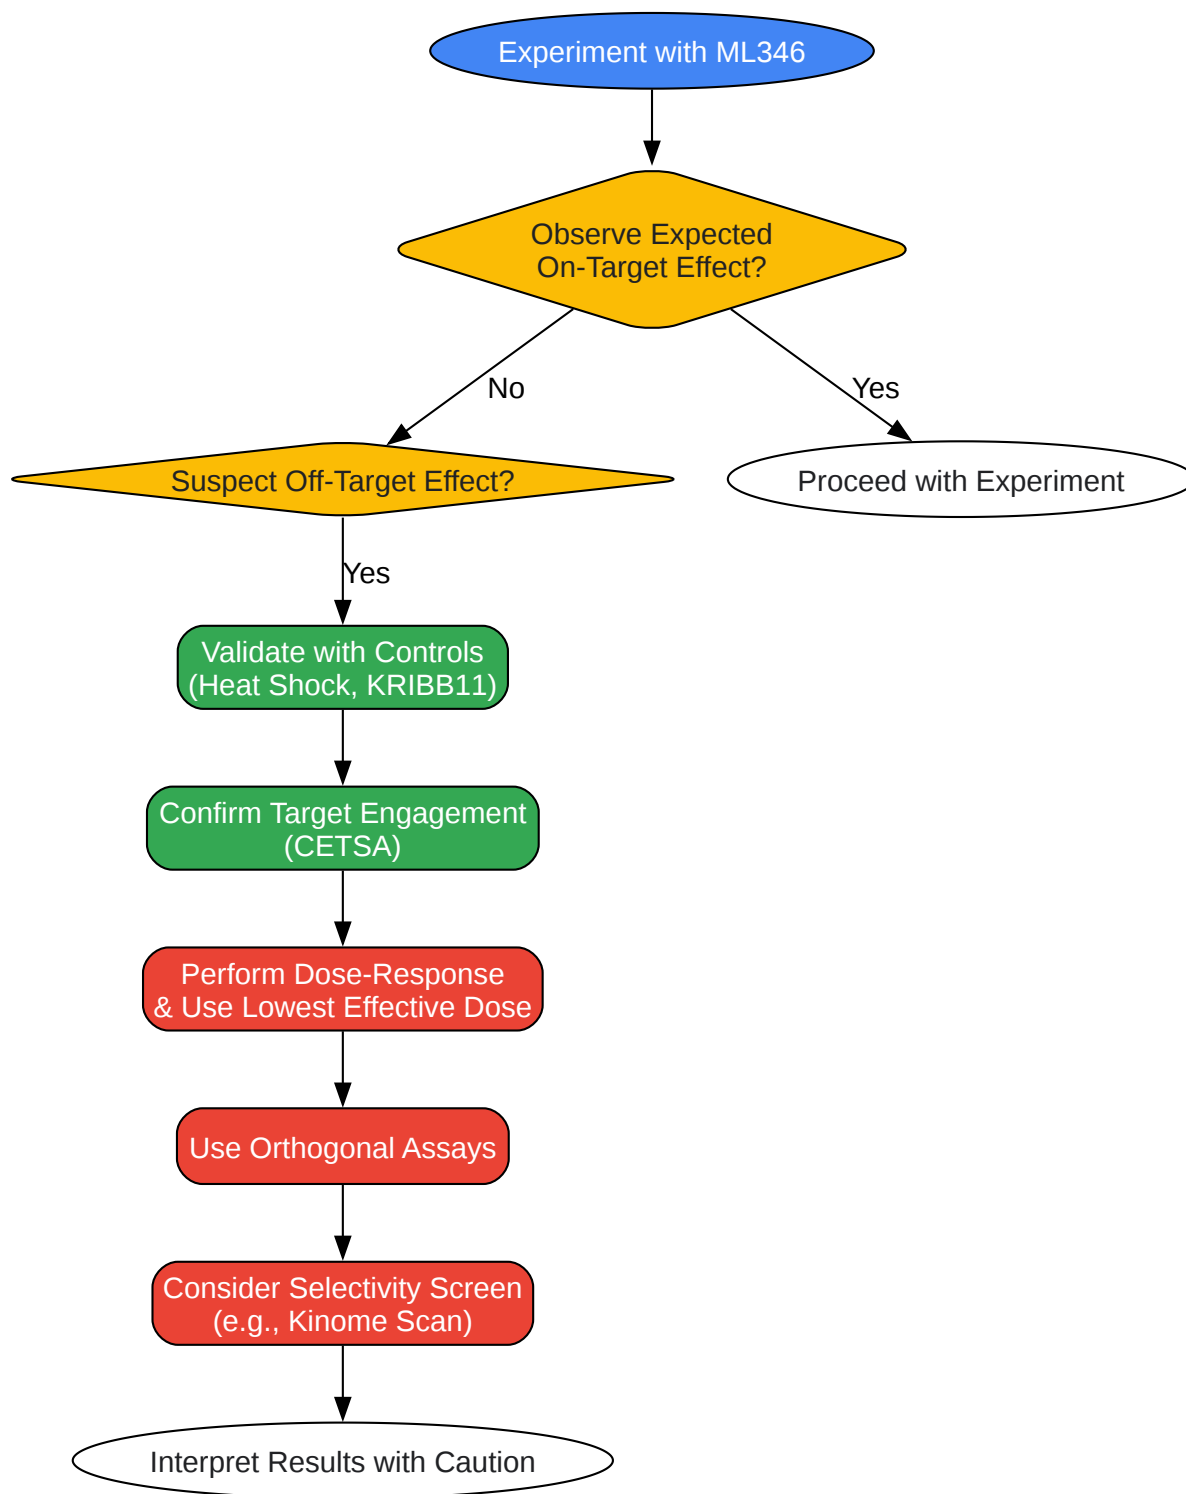 Experiment with ML346
Observe Expected
On-Target Effect?
No
Yes
Suspect Off-Target Effect?
Proceed with Experiment
Yes
Validate with Controls
(Heat Shock, KRIBB11)
Confirm Target Engagement
(CETSA)
Perform Dose-Response
& Use Lowest Effective Dose
Use Orthogonal Assays
Consider Selectivity Screen
(e.g., Kinome Scan)
Interpret Results with Caution